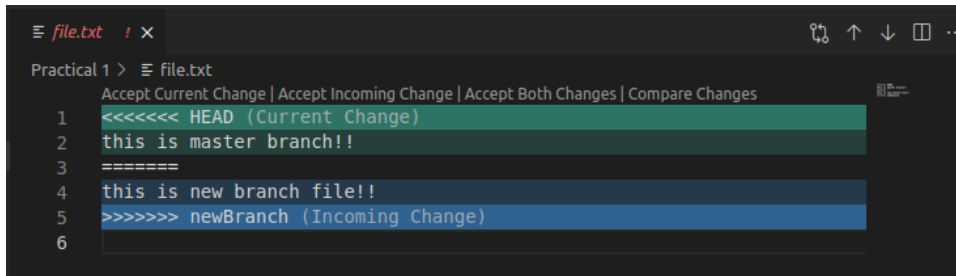 file.txt !
Practical 1 > file.txt
Accept Current Change | Accept Incoming Change | Accept Both Changes | Compare Changes
1 <<<<<<< HEAD (Current Change)
2 this is master branch!!
3 =======
4 this is new branch file!!
5 >>>>>>> newBranch (Incoming Change)
6